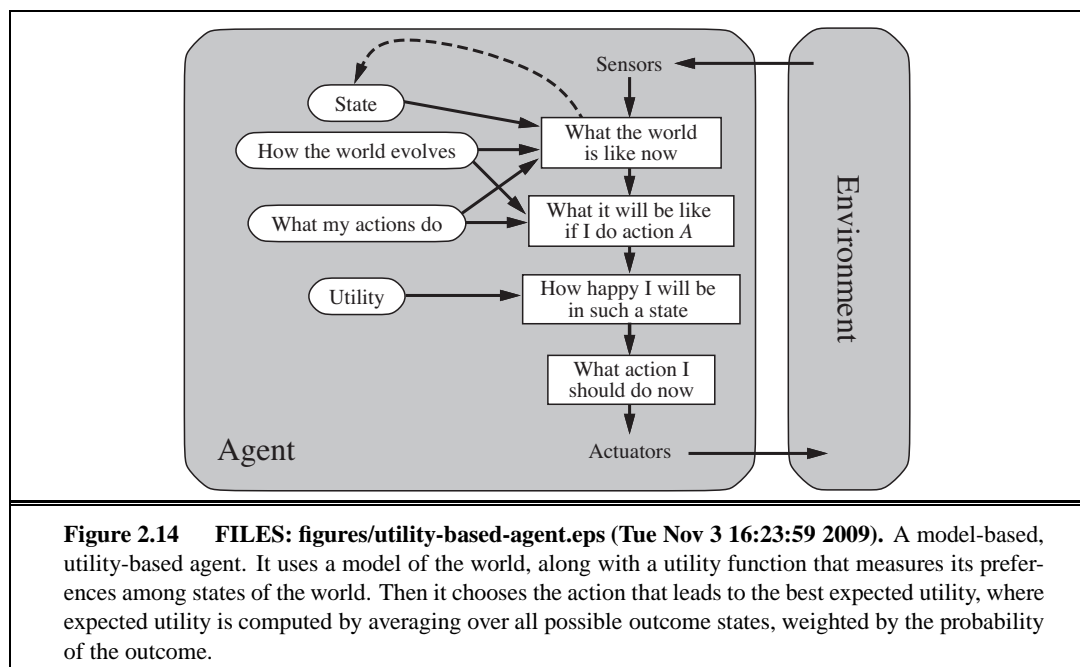 Sensors
State
What the world
is like now
How the world evolves
What it will be like
if I do action A
What my actions do
How happy I will be
in such a state
Utility
What action I
should do now
Agent
Actuators
Environment
Figure 2.14 FILES: figures/utility-based-agent.eps (Tue Nov 3 16:23:59 2009). A model-based,
utility-based agent. It uses a model of the world, along with a utility function that measures its prefer-
ences among states of the world. Then it chooses the action that leads to the best expected utility, where
expected utility is computed by averaging over all possible outcome states, weighted by the probability
of the outcome.